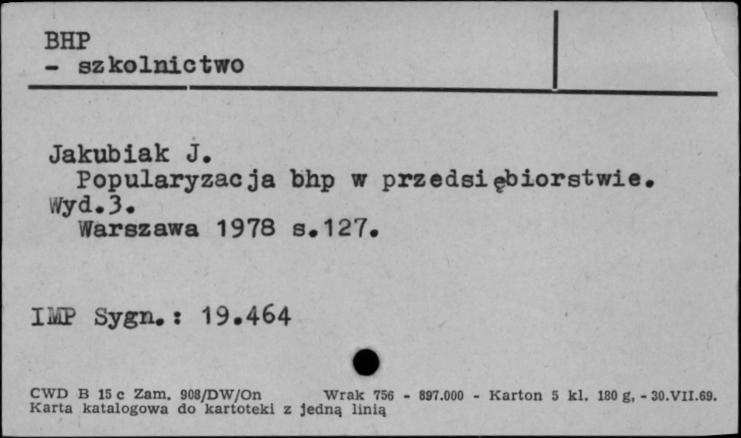 BHP
- szkolnictwo
Jakubiak J.
Popularyzacja bhp w przedsiębiorstwie.
Wyd.3.
Warszawa 1978 s.127.
IMP Sygn.: 19.464
CWD B 15 c Zam. 908/DW/On Wrak 756 - 897.000 - Karton 5 kl. 180 g, - 30.VII.69.
Karta katalogowa do kartoteki z jedną linią